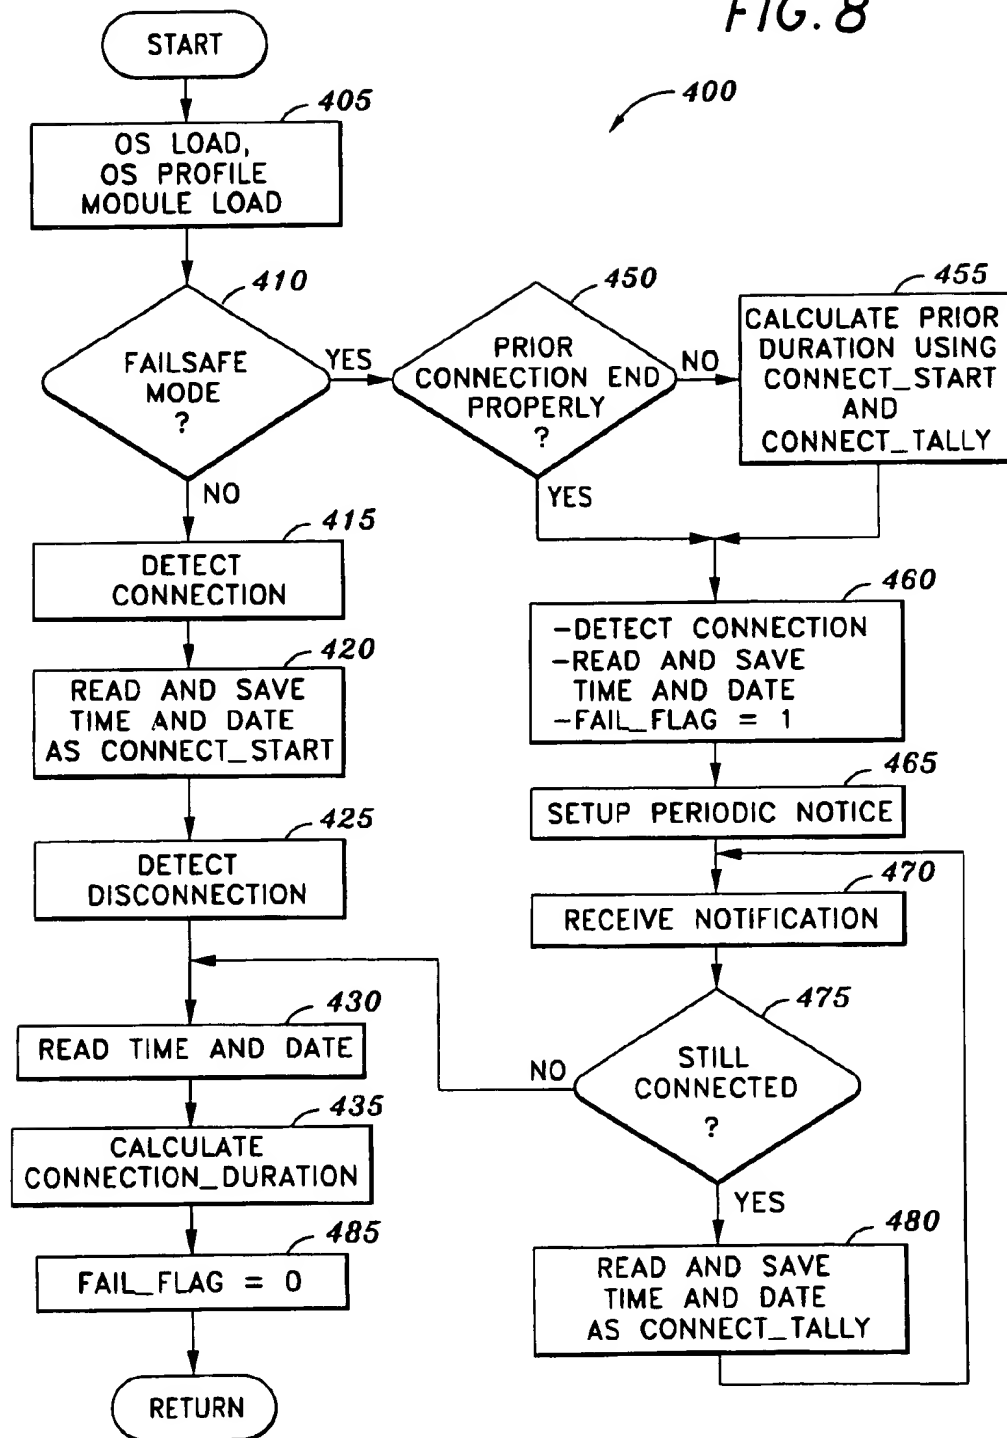 FIG. 8
400
START
405
OS LOAD,
OS PROFILE
MODULE LOAD
410
FAILSAFE
MODE
?
YES
NO
450
PRIOR
CONNECTION END
PROPERLY
?
NO
YES
455
CALCULATE PRIOR
DURATION USING
CONNECT_START
AND
CONNECT_TALLY
415
DETECT
CONNECTION
420
READ AND SAVE
TIME AND DATE
AS CONNECT_START
425
DETECT
DISCONNECTION
430
READ TIME AND DATE
435
CALCULATE
CONNECTION_DURATION
485
FAIL_FLAG = 0
RETURN
460
-DETECT CONNECTION
-READ AND SAVE
TIME AND DATE
-FAIL_FLAG = 1
465
SETUP PERIODIC NOTICE
470
RECEIVE NOTIFICATION
475
STILL
CONNECTED
?
NO
YES
480
READ AND SAVE
TIME AND DATE
AS CONNECT_TALLY